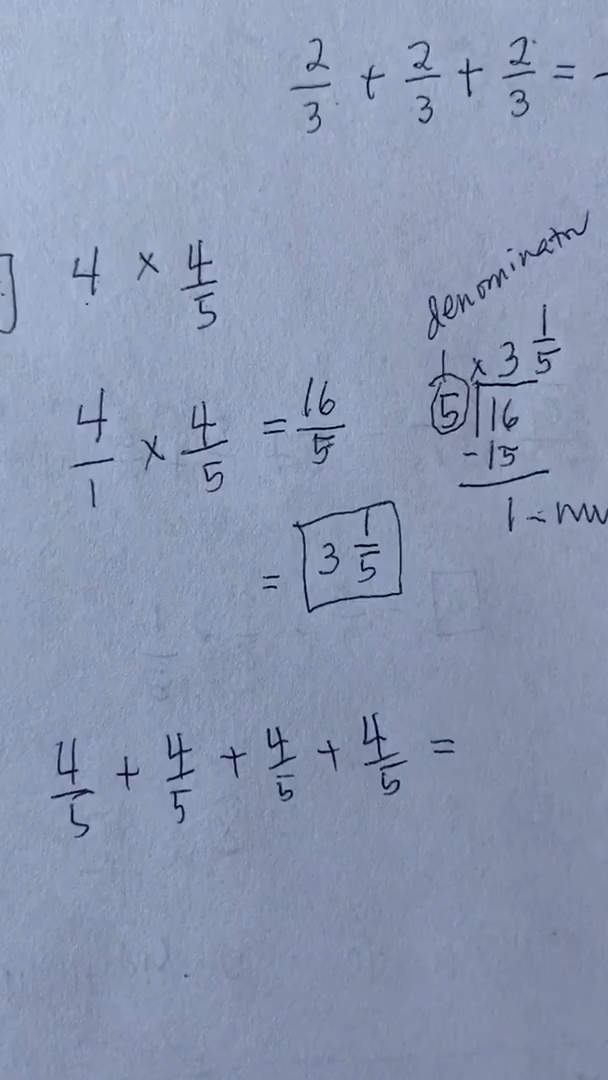 2/3 + 2/3 + 2/3 =
4 × 4/5
denominator
4/1 × 4/5 = 16/5
= 3 1/5
1 × 3 1/5
5 16
-15
1
4/5 + 4/5 + 4/5 + 4/5 =